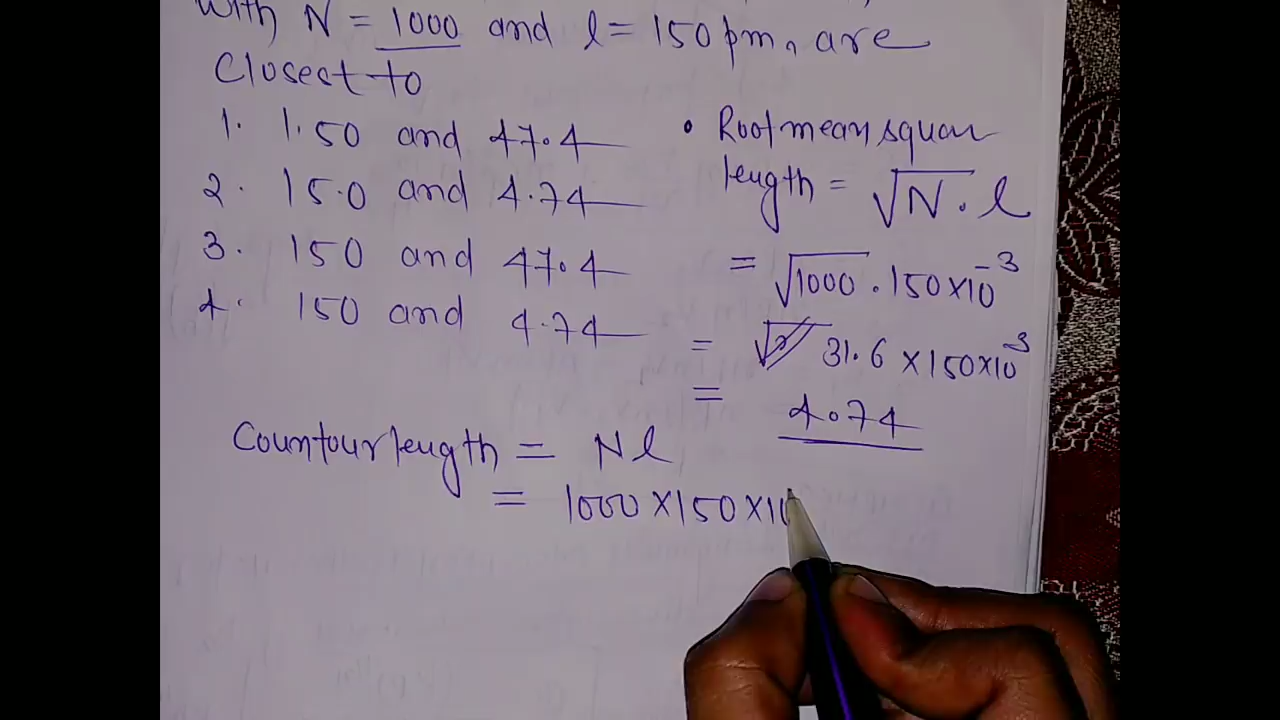 with N = 1000 and l = 150 pm, are
Closest to
1. 1.50 and 47.4
2. 15.0 and 4.74
3. 150 and 47.4
4. 150 and 4.74
• Root mean squar
length = √N . l
= √1000 . 150×10⁻³
= 31.6 ×150×10⁻³
= 4.74
Countour length = Nl
= 1000 ×150 ×10